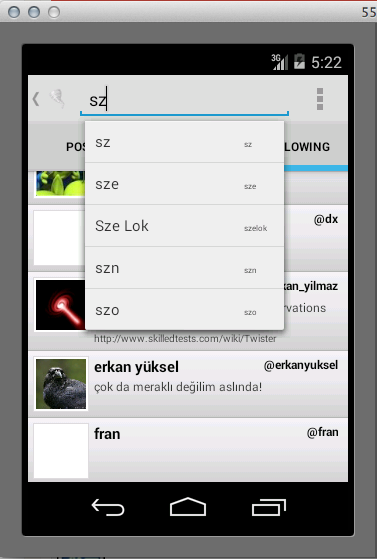 55
3G 5:22
sz
POS
LOWING
sz sz
sze sze
Sze Lok szelok
szn szn
szo szo
@dx
kan_yilmaz
rvations
http://www.skilledtests.com/wiki/Twister
erkan yüksel @erkanyuksel
çok da meraklı değilim aslında!
fran @fran